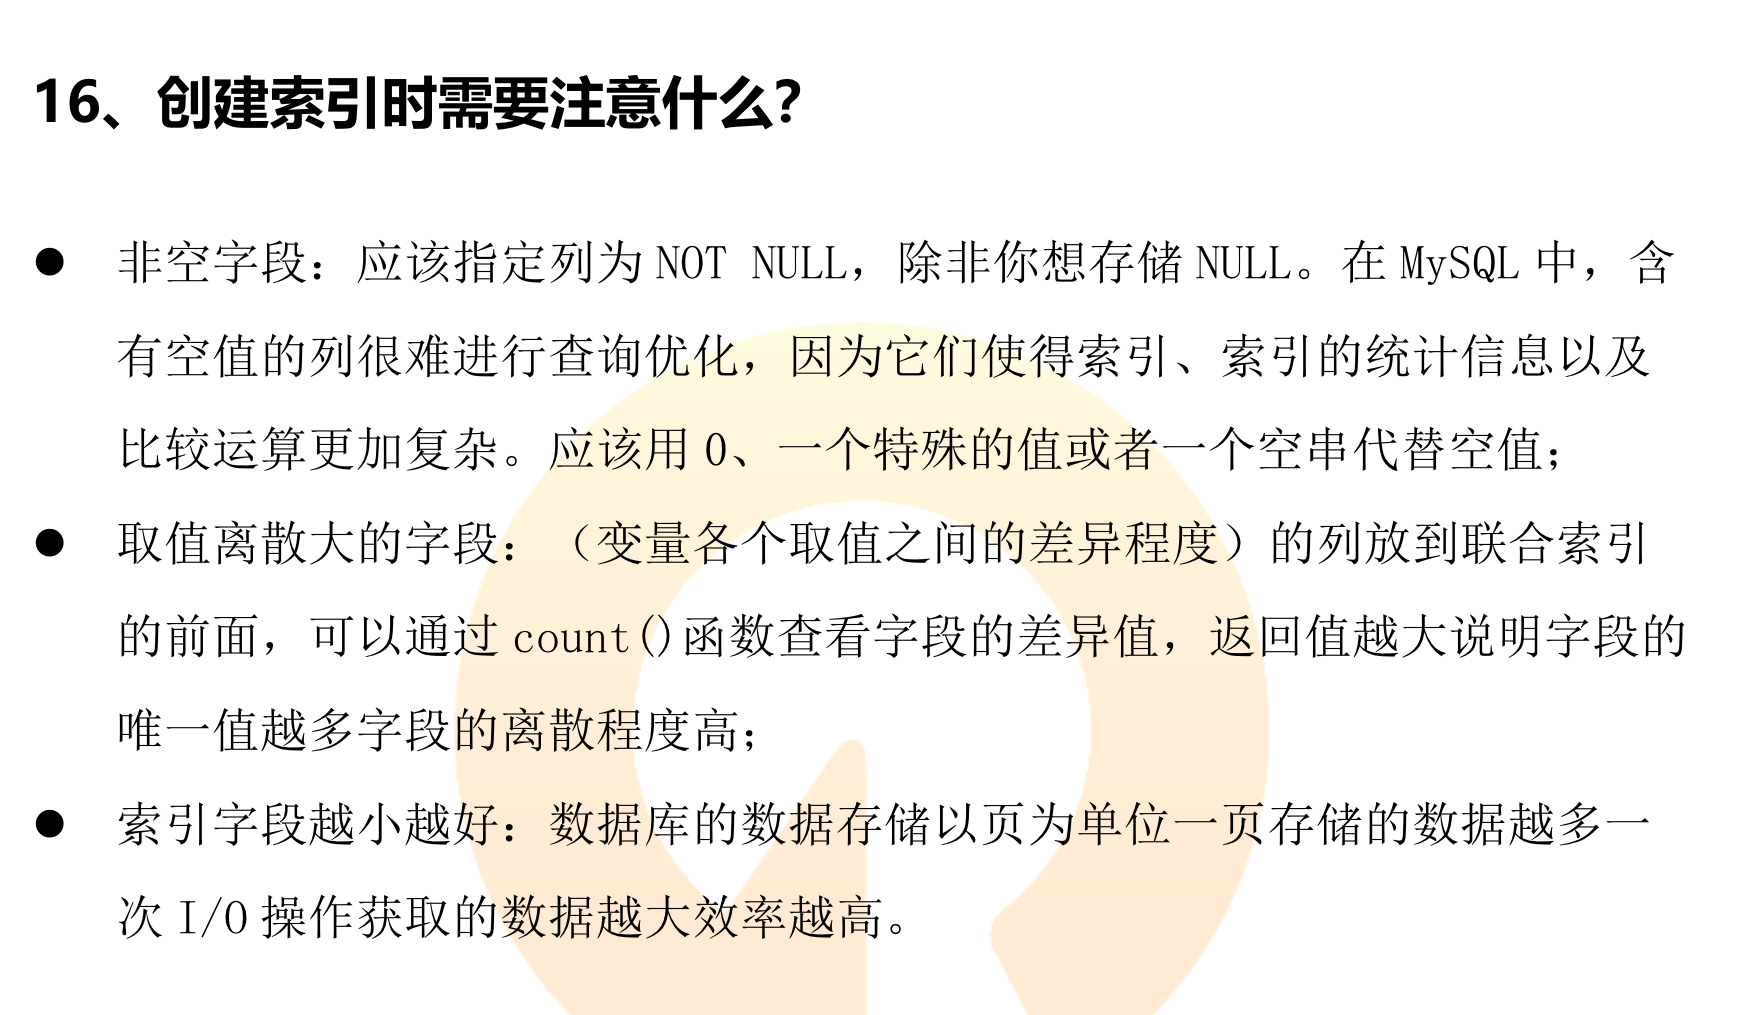 16、创建索引时需要注意什么？
● 非空字段：应该指定列为 NOT NULL，除非你想存储 NULL。在 MySQL 中，含
有空值的列很难进行查询优化，因为它们使得索引、索引的统计信息以及
比较运算更加复杂。应该用 0、一个特殊的值或者一个空串代替空值；
● 取值离散大的字段：（变量各个取值之间的差异程度）的列放到联合索引
的前面，可以通过 count()函数查看字段的差异值，返回值越大说明字段的
唯一值越多字段的离散程度高；
● 索引字段越小越好：数据库的数据存储以页为单位一页存储的数据越多一
次 I/O 操作获取的数据越大效率越高。